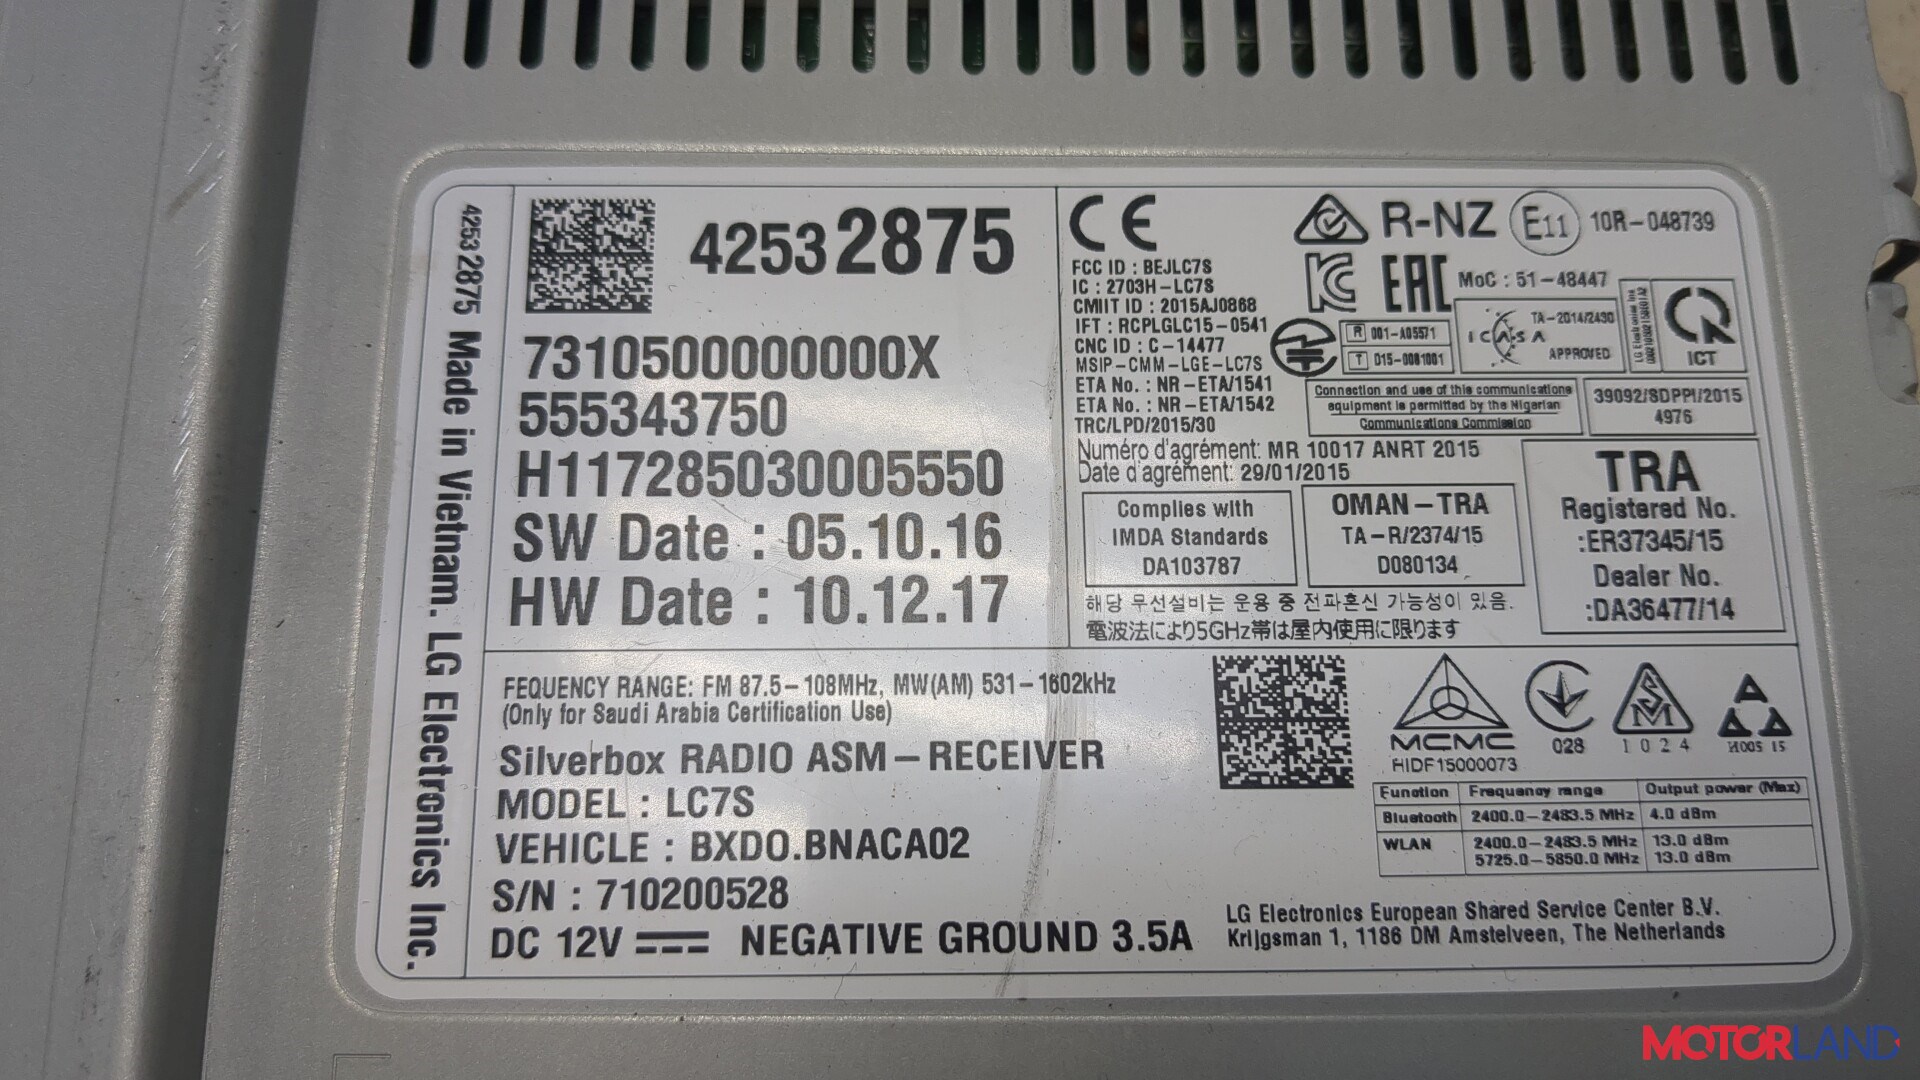 42532875 Made in Vietnam. LG Electronics Inc.
42532875
7310500000000X
555343750
H117285030005550
SW Date : 05.10.16
HW Date : 10.12.17
CE
FCC ID : BEJLC7S
IC : 2703H-LC7S
CMIIT ID : 2015AJ0868
IFT : RCPLGLC15-0541
CNC ID : C-14477
MSIP-CMM-LGE-LC7S
ETA No. : NR-ETA/1541
ETA No. : NR-ETA/1542
TRC/LPD/2015/30
R-NZ E11 10R-048739
EAC MoC : 51-48447
R 001-A05571
T D15-0081001
ICASA TA-2014/2430
APPROVED
ICT
Connection and use of this communications
equipment is permitted by the Nigerian
Communications Commission
39092/SDPPI/2015
4976
Numéro d'agrément: MR 10017 ANRT 2015
Date d'agrément: 29/01/2015
Complies with
IMDA Standards
DA103787
OMAN-TRA
TA-R/2374/15
D080134
TRA
Registered No.
:ER37345/15
Dealer No.
:DA36477/14
해당 무선설비는 운용 중 전파혼신 가능성이 있음.
電波法により5GHz帯は屋内使用に限ります
FEQUENCY RANGE: FM 87.5-108MHz, MW(AM) 531-1602kHz
(Only for Saudi Arabia Certification Use)
Silverbox RADIO ASM-RECEIVER
MODEL : LC7S
VEHICLE : BXDO.BNACA02
S/N : 710200528
DC 12V NEGATIVE GROUND 3.5A
MCMC
HIDF15000073
028
1024
H005 15
Function Frequency range Output power (Max)
Bluetooth 2400.0-2483.5 MHz 4.0 dBm
WLAN 2400.0-2483.5 MHz 13.0 dBm
5725.0-5850.0 MHz 13.0 dBm
LG Electronics European Shared Service Center B.V.
Krijgsman 1, 1186 DM Amstelveen, The Netherlands
MOTORLAND